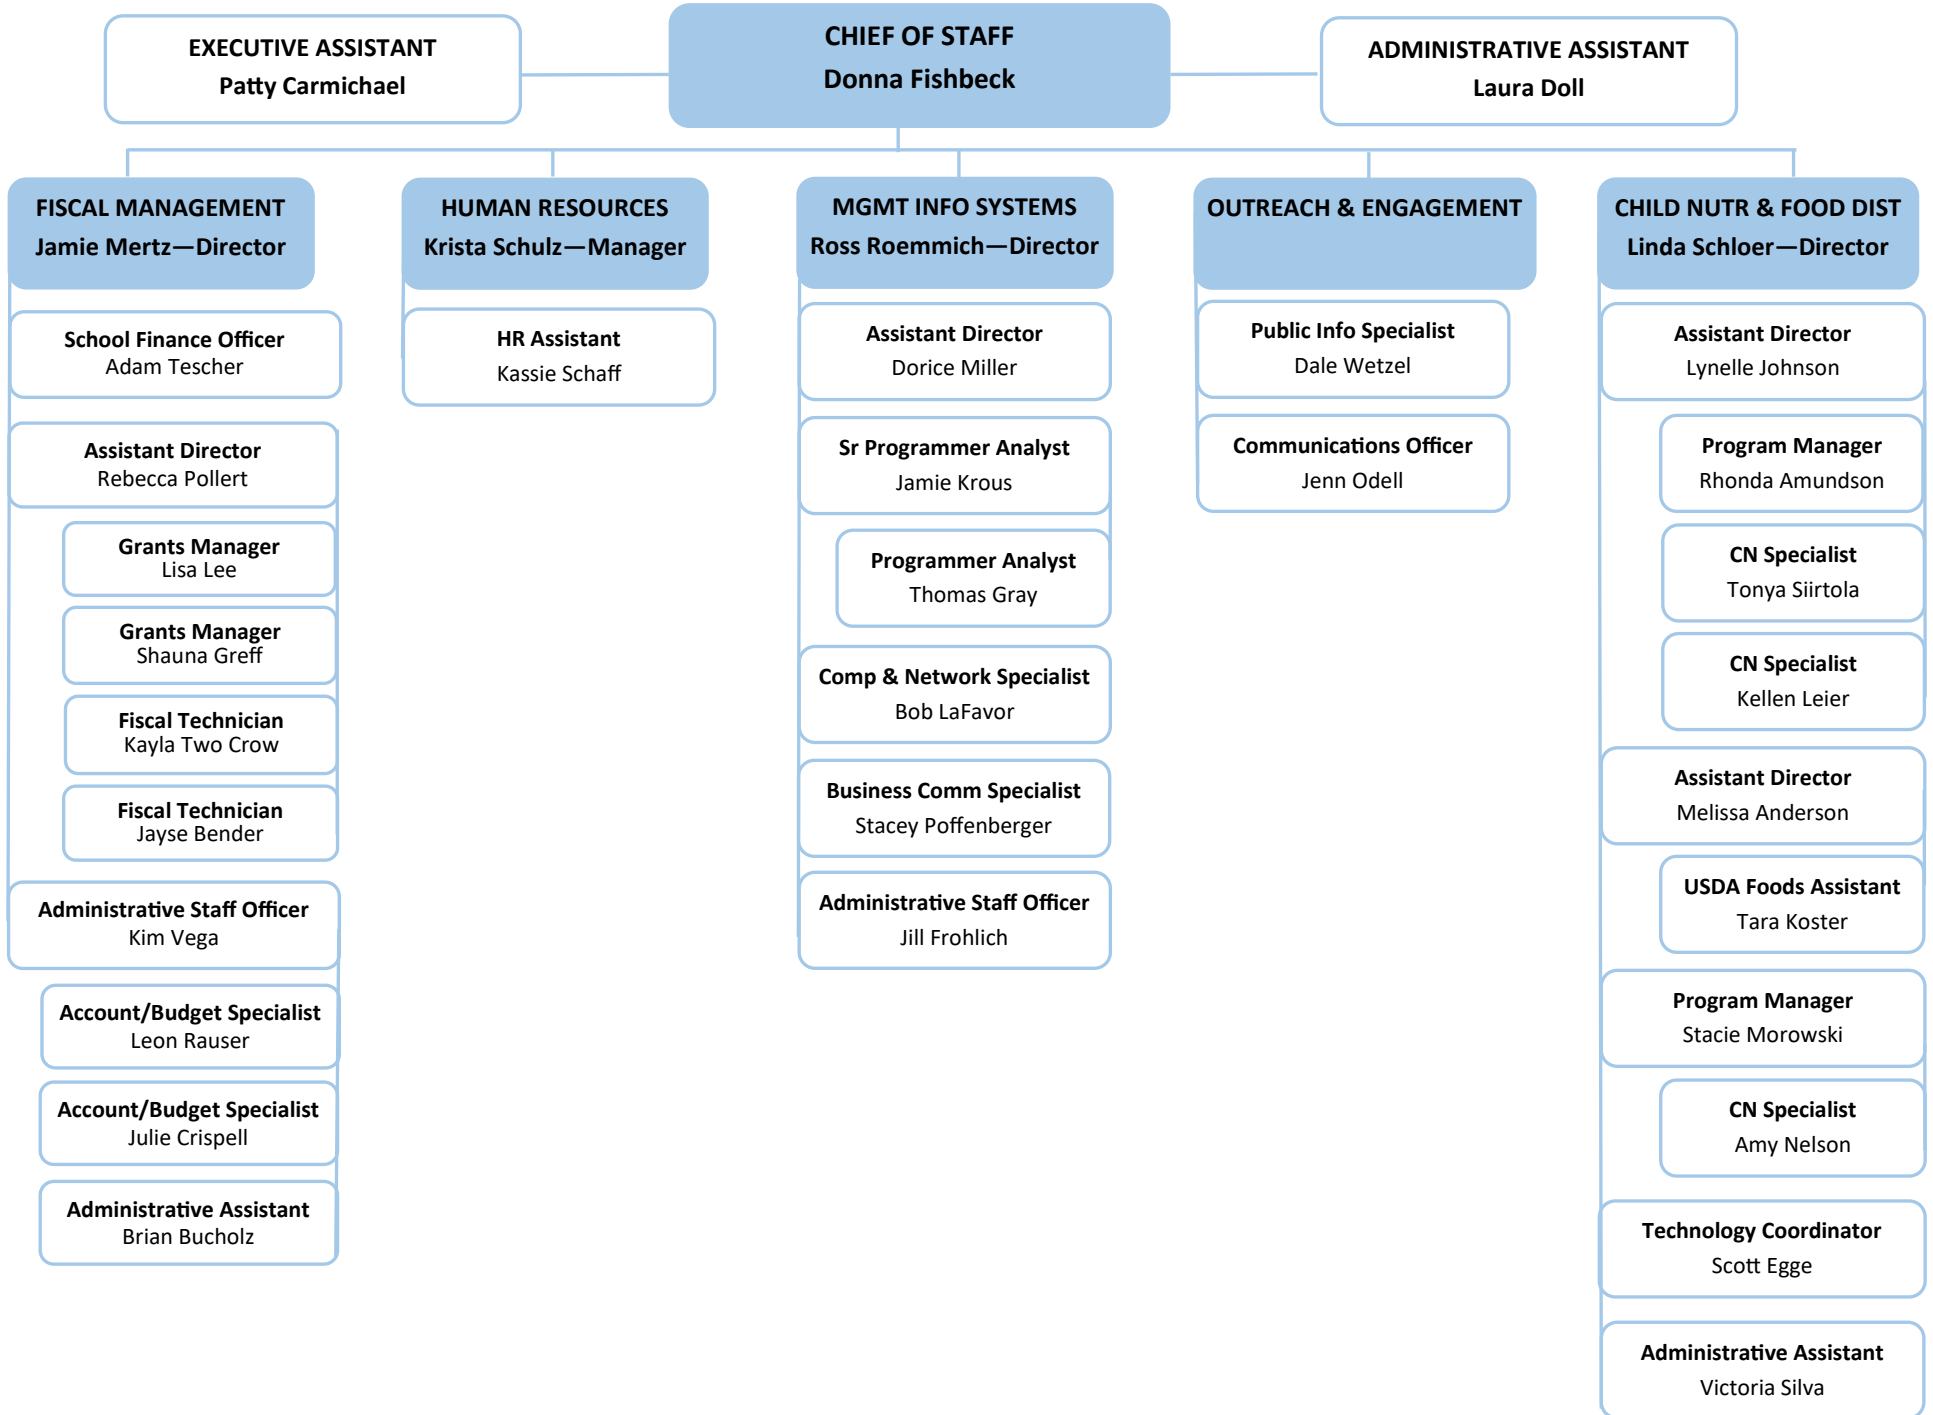 EXECUTIVE ASSISTANT
Patty Carmichael
CHIEF OF STAFF
Donna Fishbeck
ADMINISTRATIVE ASSISTANT
Laura Doll
FISCAL MANAGEMENT
Jamie Mertz—Director
School Finance Officer
Adam Tescher
Assistant Director
Rebecca Pollert
Grants Manager
Lisa Lee
Grants Manager
Shauna Greff
Fiscal Technician
Kayla Two Crow
Fiscal Technician
Jayse Bender
Administrative Staff Officer
Kim Vega
Account/Budget Specialist
Leon Rauser
Account/Budget Specialist
Julie Crispell
Administrative Assistant
Brian Bucholz
HUMAN RESOURCES
Krista Schulz—Manager
HR Assistant
Kassie Schaff
MGMT INFO SYSTEMS
Ross Roemmich—Director
Assistant Director
Dorice Miller
Sr Programmer Analyst
Jamie Krous
Programmer Analyst
Thomas Gray
Comp & Network Specialist
Bob LaFavor
Business Comm Specialist
Stacey Poffenberger
Administrative Staff Officer
Jill Frohlich
OUTREACH & ENGAGEMENT
Public Info Specialist
Dale Wetzel
Communications Officer
Jenn Odell
CHILD NUTR & FOOD DIST
Linda Schloer—Director
Assistant Director
Lynelle Johnson
Program Manager
Rhonda Amundson
CN Specialist
Tonya Siirtola
CN Specialist
Kellen Leier
Assistant Director
Melissa Anderson
USDA Foods Assistant
Tara Koster
Program Manager
Stacie Morowski
CN Specialist
Amy Nelson
Technology Coordinator
Scott Egge
Administrative Assistant
Victoria Silva